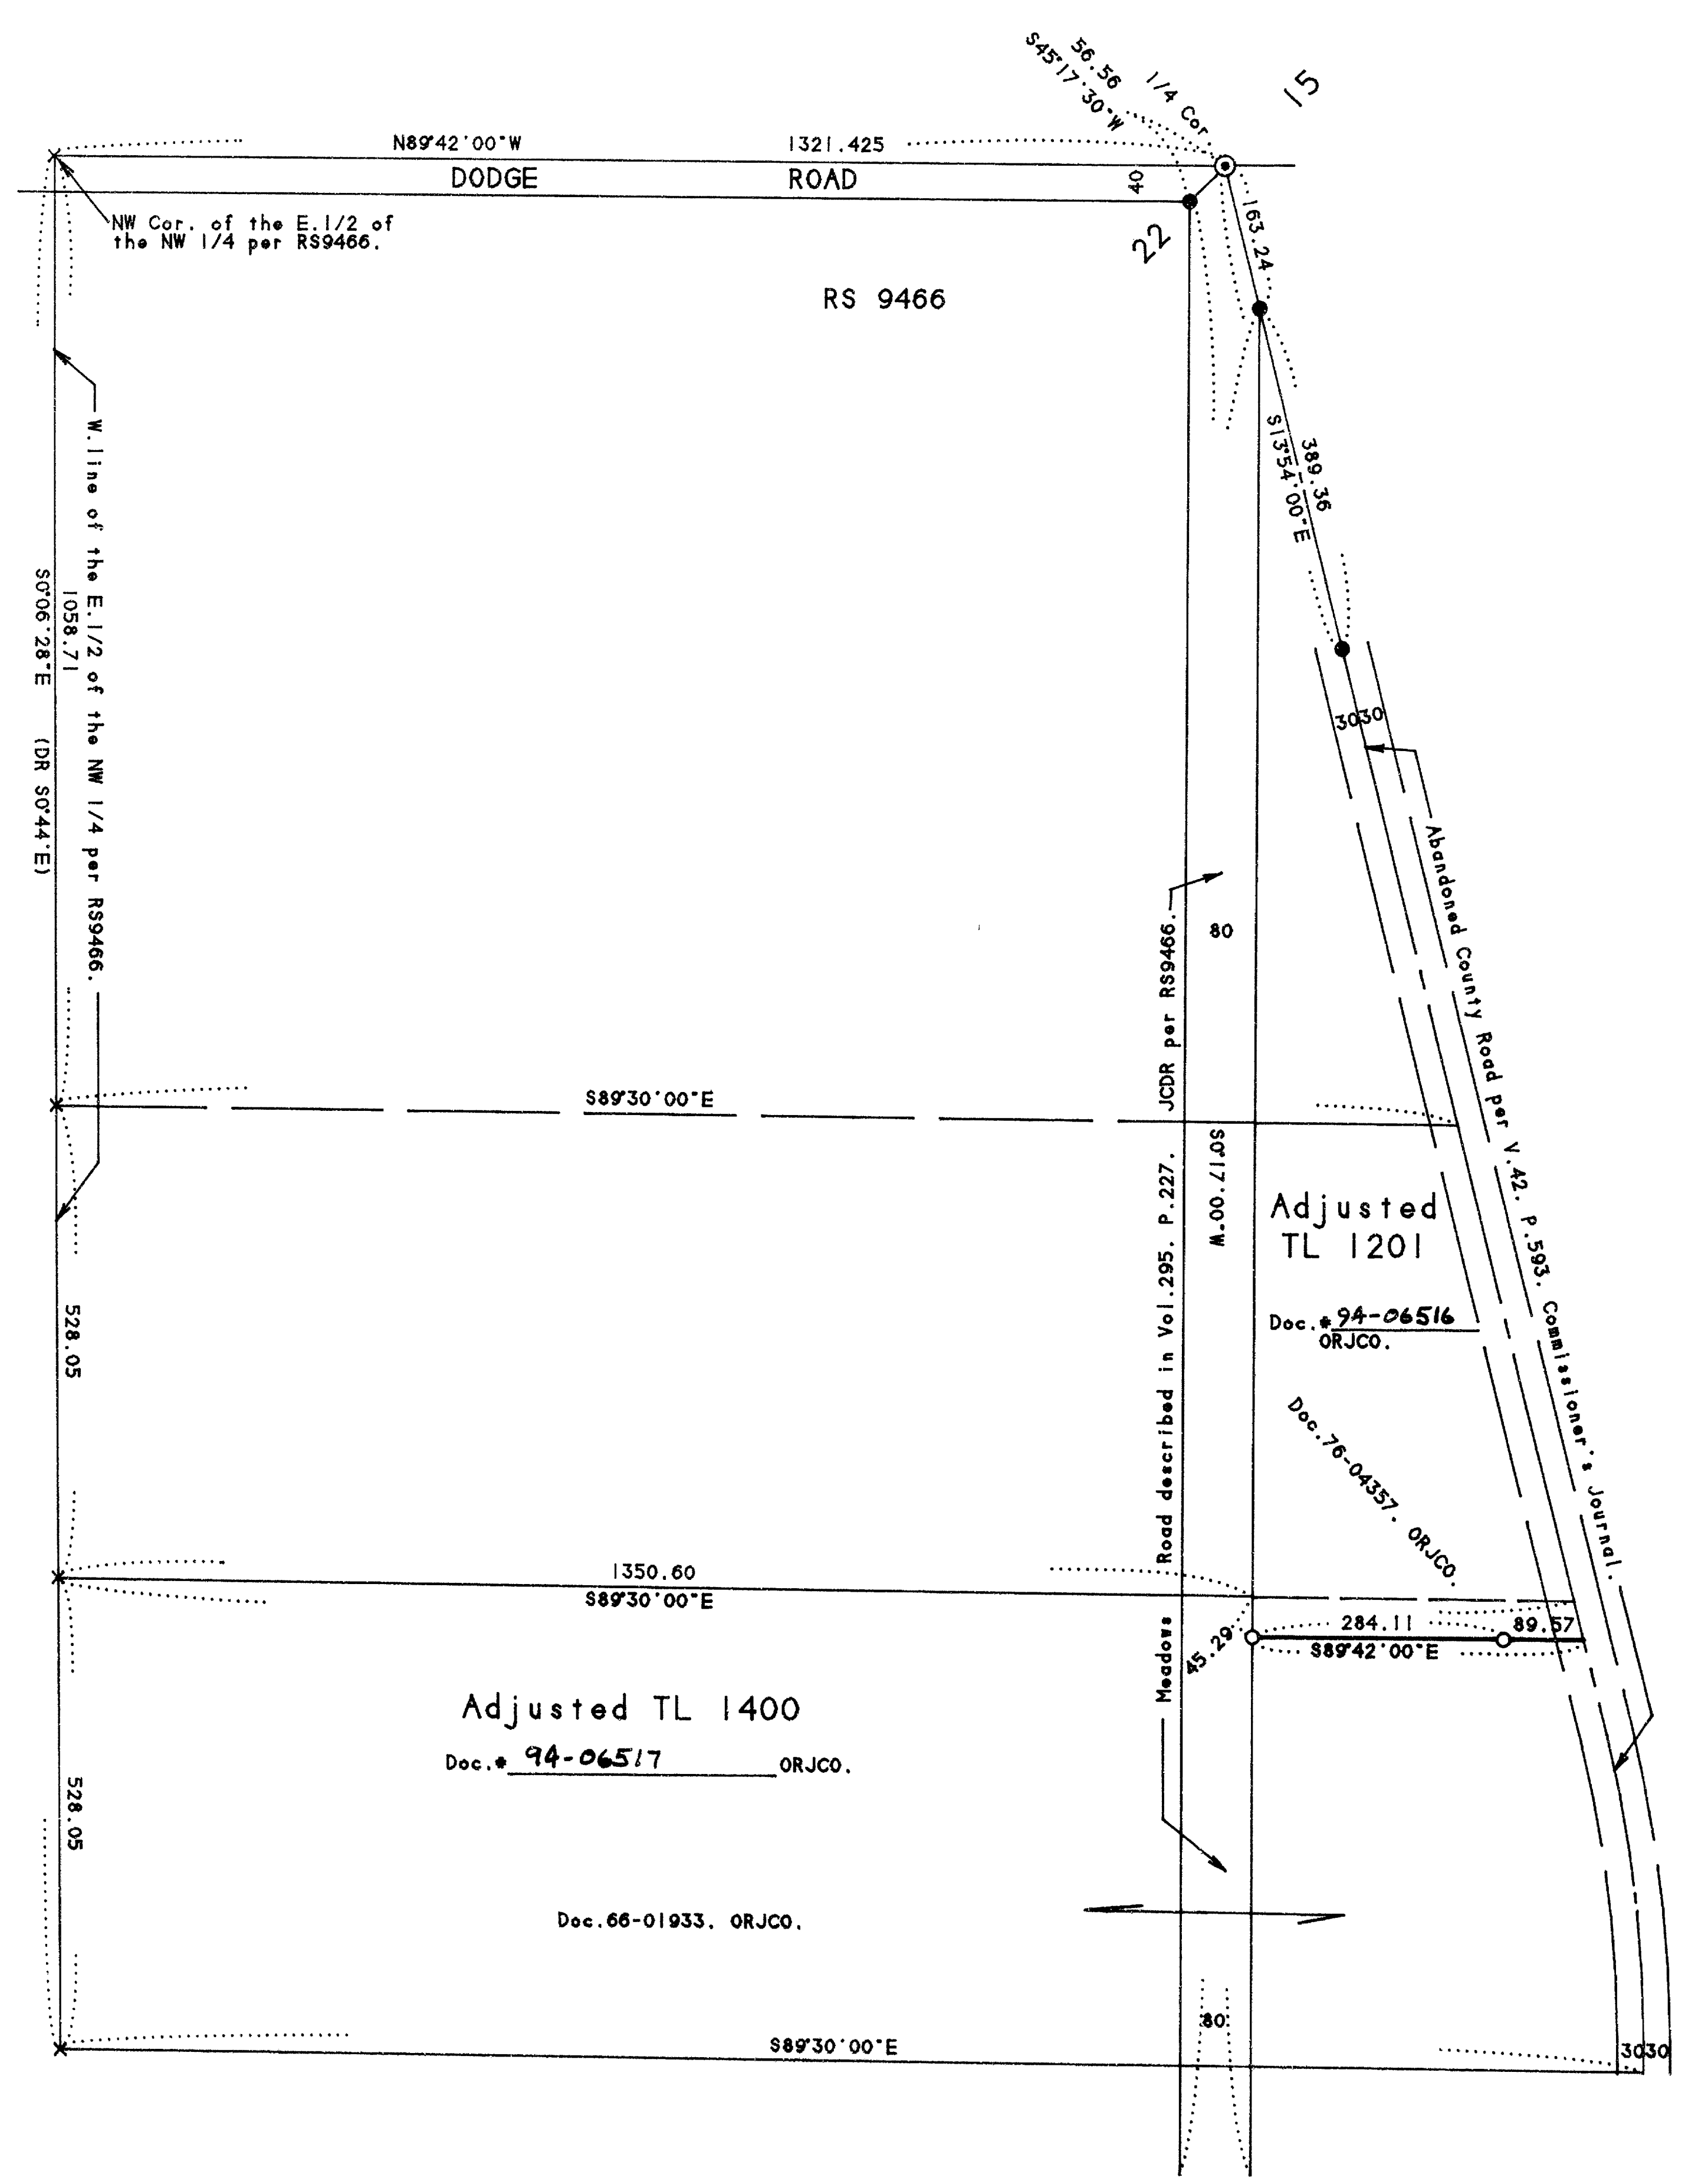 15
1/4 Cor.
56.56
S45°17'30"W
N89°42'00"W 1321.425
DODGE ROAD
40
22
163.24
NW Cor. of the E.1/2 of
the NW 1/4 per RS9466.
RS 9466
389.36
S13°54'00"E
W. line of the E.1/2 of the NW 1/4 per RS9466.
1058.71
S0°06'28"E (DR S0°44'E)
3030
Abandoned County Road per V.42. P.593. Commissioner's Journal.
80
Meadows Road described in Vol.295. P.227. JCDR per RS9466.
S89°30'00"E
S0°17'00"W
Adjusted
TL 1201
Doc.# 94-06516
ORJCO.
528.05
Doc.76-04357. ORJCO.
1350.60
S89°30'00"E
45.29
284.11 89.57
S89°42'00"E
Adjusted TL 1400
Doc.# 94-06517 ORJCO.
528.05
Doc.66-01933. ORJCO.
80
S89°30'00"E
3030